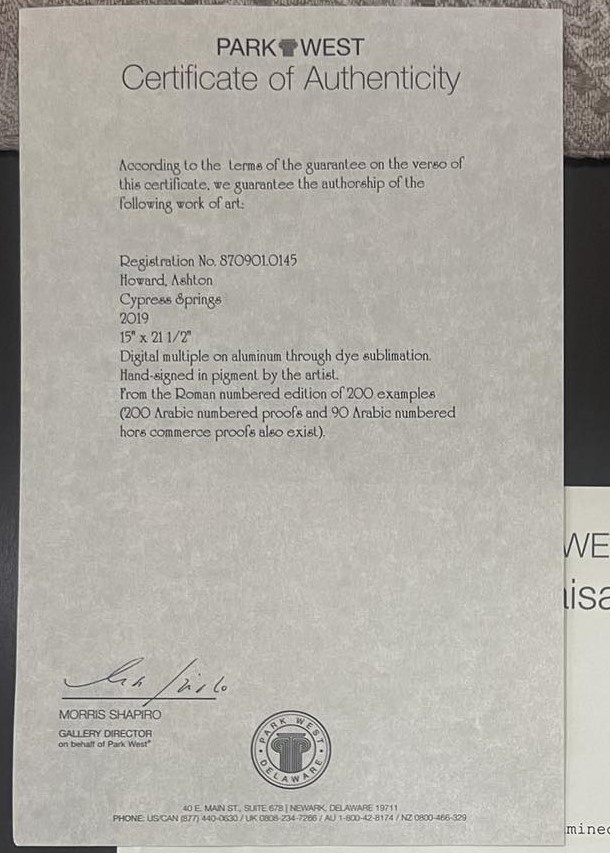 PARK WEST
Certificate of Authenticity
According to the terms of the guarantee on the verso of
this certificate, we guarantee the authorship of the
following work of art:
Registration No. 870901.0145
Howard, Ashton
Cypress Springs
2019
15" x 21 1/2"
Digital multiple on aluminum through dye sublimation.
Hand-signed in pigment by the artist.
From the Roman numbered edition of 200 examples
(200 Arabic numbered proofs and 90 Arabic numbered
hors commerce proofs also exist).
MORRIS SHAPIRO
GALLERY DIRECTOR
on behalf of Park West®
PARK WEST
DELAWARE
40 E. MAIN ST., SUITE 678 | NEWARK, DELAWARE 19711
PHONE: US/CAN (877) 440-0630 / UK 0808-234-7266 / AU 1-800-42-8174 / NZ 0800-466-329
WE
isa
mined